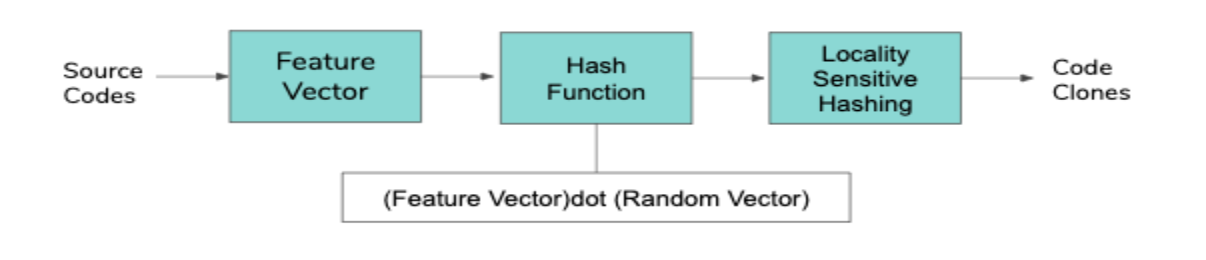 Source
Codes
Feature
Vector
Hash
Function
Locality
Sensitive
Hashing
Code
Clones
(Feature Vector)dot (Random Vector)